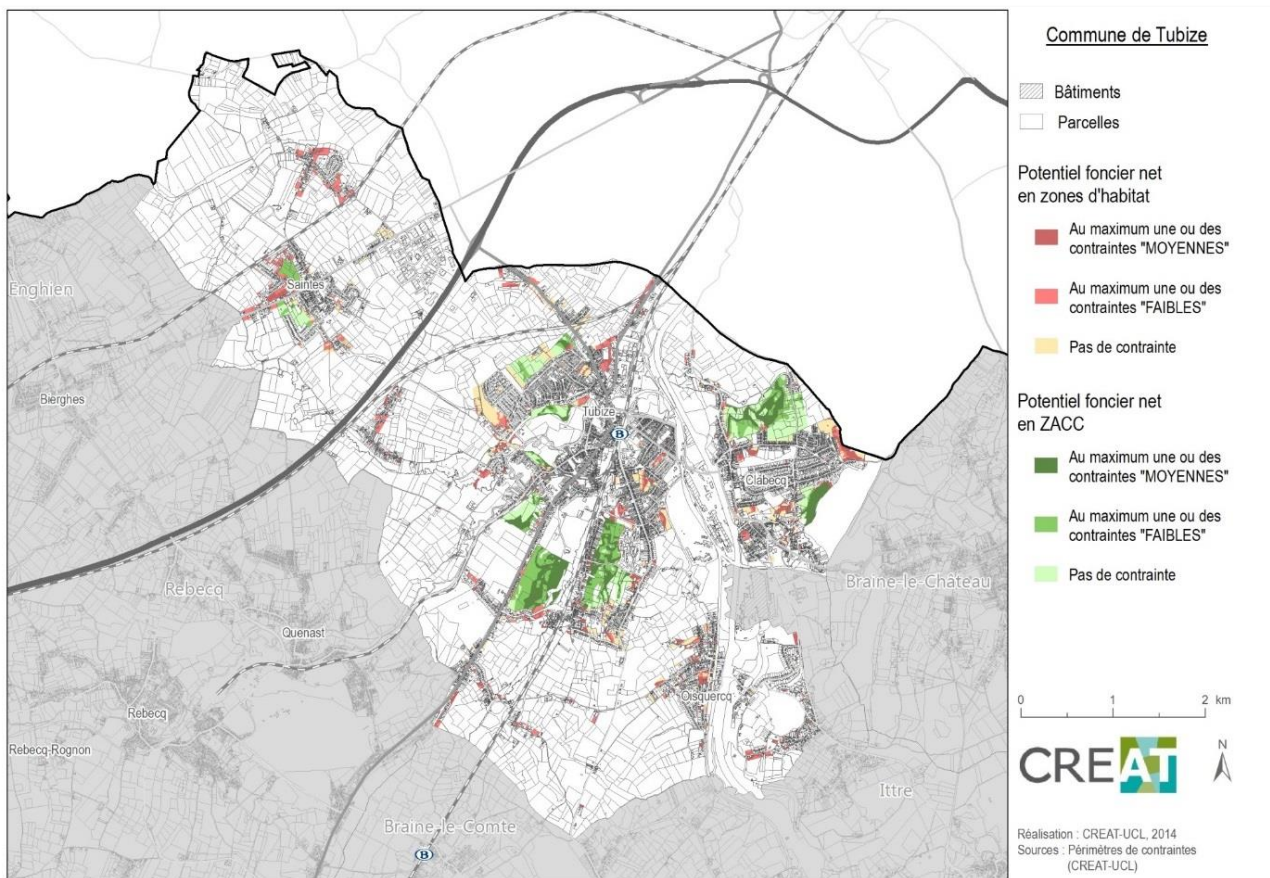 Commune de Tubize
Bâtiments
Parcelles
Potentiel foncier net
en zones d'habitat
Au maximum une ou des
contraintes "MOYENNES"
Au maximum une ou des
contraintes "FAIBLES"
Pas de contrainte
Potentiel foncier net
en ZACC
Au maximum une ou des
contraintes "MOYENNES"
Au maximum une ou des
contraintes "FAIBLES"
Pas de contrainte
0 1 2 km
CREAT
N
Réalisation : CREAT-UCL, 2014
Sources : Périmètres de contraintes
(CREAT-UCL)
Enghien
Saintes
Bierghes
Tubize
B
Clabecq
Rebecq
Braine-le-Château
Quenast
Oisquercq
Rebecq
Rebecq-Rognon
Ittre
Braine-le-Comte
B